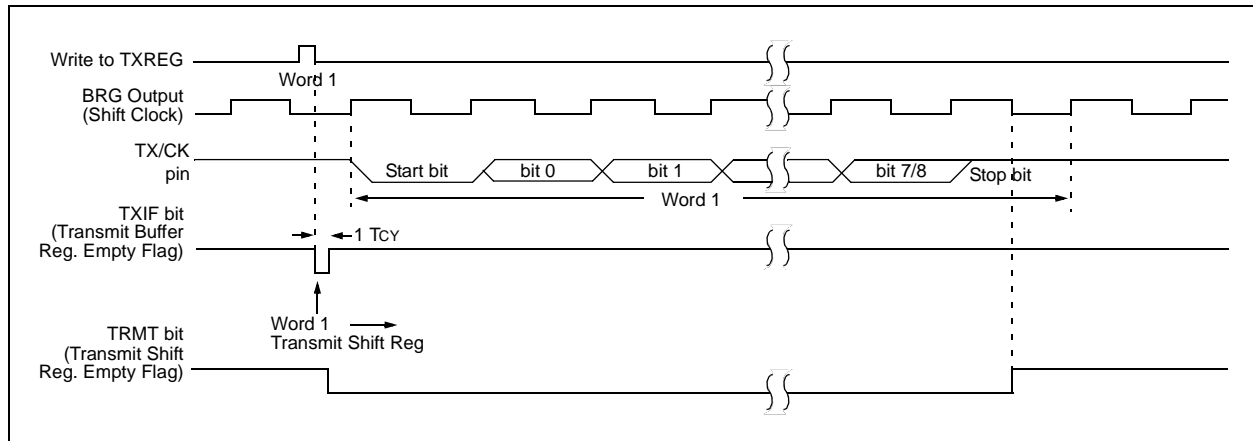 Write to TXREG
Word 1
BRG Output
(Shift Clock)
TX/CK
pin
Start bit
bit 0
bit 1
bit 7/8
Stop bit
Word 1
TXIF bit
(Transmit Buffer
Reg. Empty Flag)
1 TCY
Word 1
Transmit Shift Reg
TRMT bit
(Transmit Shift
Reg. Empty Flag)